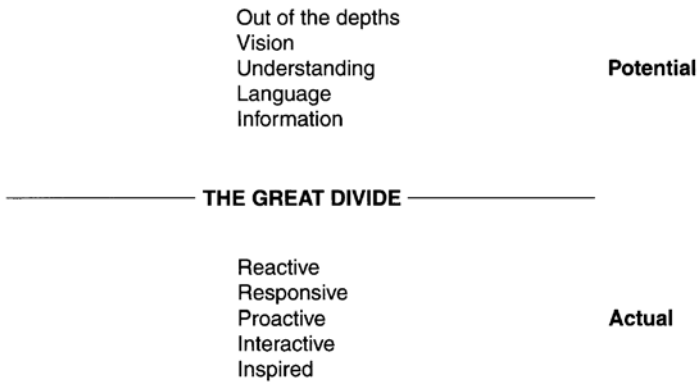 Out of the depths
Vision
Understanding Potential
Language
Information
THE GREAT DIVIDE
Reactive
Responsive
Proactive Actual
Interactive
Inspired